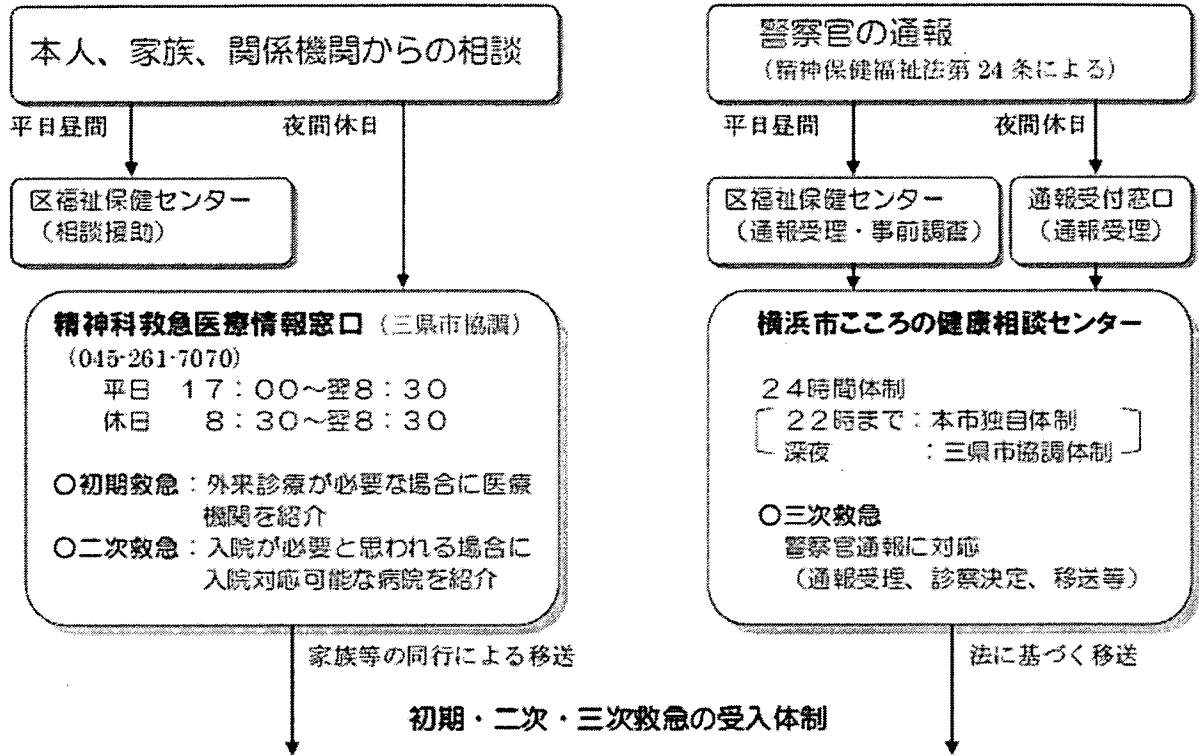 本人、家族、関係機関からの相談
平日昼間
夜間休日
区福祉保健センター
（相談援助）
精神科救急医療情報窓口（三県市協調）
(045-261-7070)
平日　１７：００～翌８：３０
休日　８：３０～翌８：３０
○初期救急：外来診療が必要な場合に医療
機関を紹介
○二次救急：入院が必要と思われる場合に
入院対応可能な病院を紹介
家族等の同行による移送
警察官の通報
（精神保健福祉法第24条による）
平日昼間
夜間休日
区福祉保健センター
（通報受理・事前調査）
通報受付窓口
（通報受理）
横浜市こころの健康相談センター
２４時間体制
２２時まで：本市独自体制
深夜　　　：三県市協調体制
○三次救急
警察官通報に対応
（通報受理、診察決定、移送等）
法に基づく移送
初期・二次・三次救急の受入体制